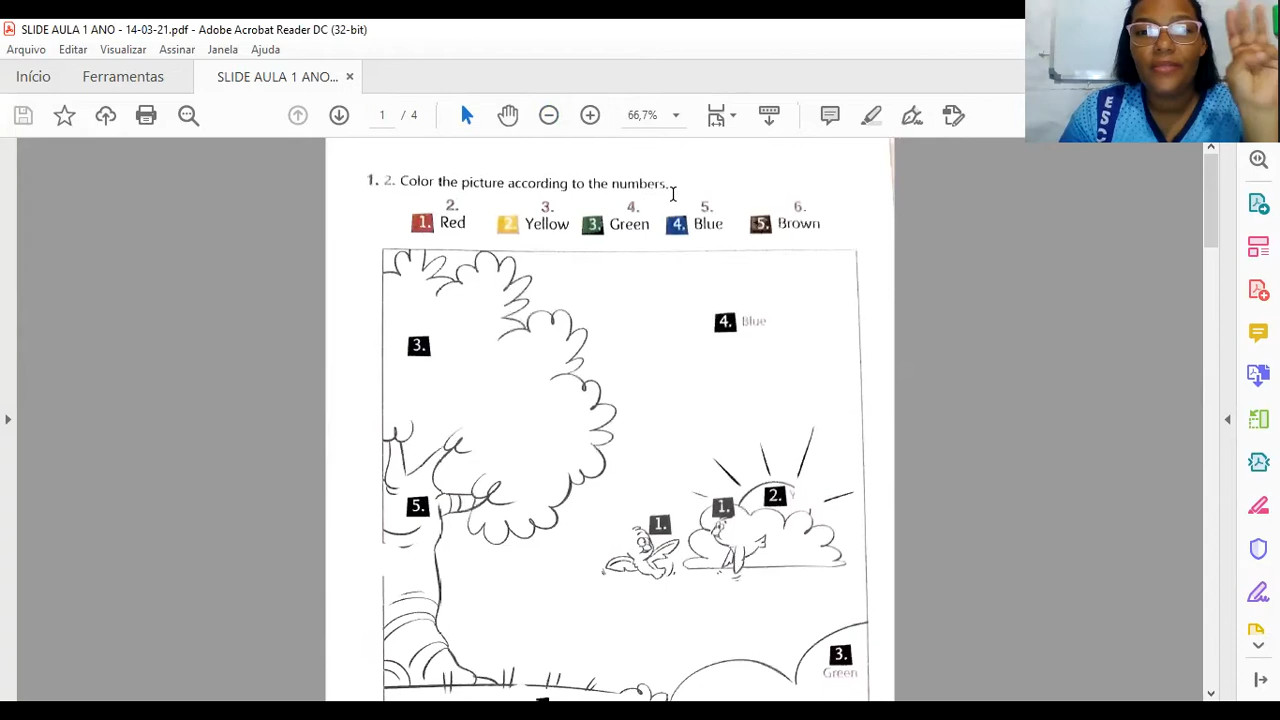 SLIDE AULA 1 ANO - 14-03-21.pdf - Adobe Acrobat Reader DC (32-bit)
Arquivo Editar Visualizar Assinar Janela Ajuda
Início Ferramentas SLIDE AULA 1 ANO... ×
1 / 4 66,7%
1. 2. Color the picture according to the numbers.
2. 3. 4. 5. 6.
1. Red 2. Yellow 3. Green 4. Blue 5. Brown
4. Blue
3.
2.
1.
5.
1.
3.
Green
ESC